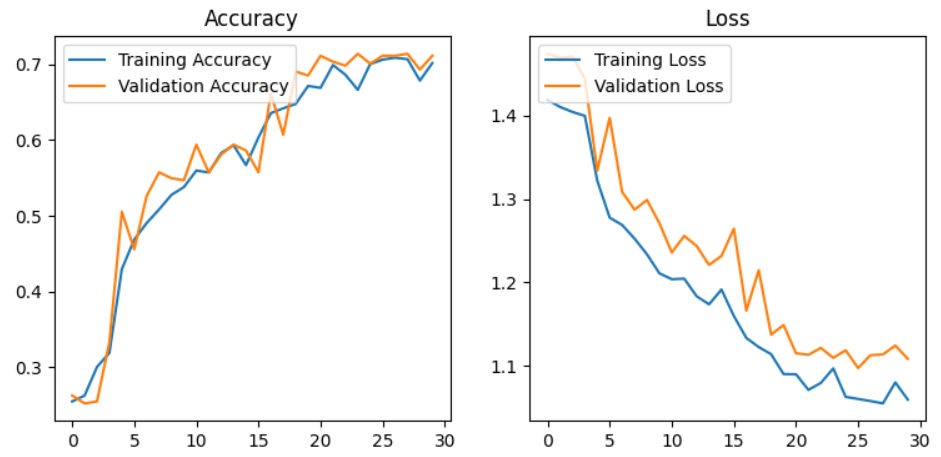 Accuracy
Training Accuracy
Validation Accuracy
0.7
0.6
0.5
0.4
0.3
0 5 10 15 20 25 30
Loss
Training Loss
Validation Loss
1.4
1.3
1.2
1.1
0 5 10 15 20 25 30